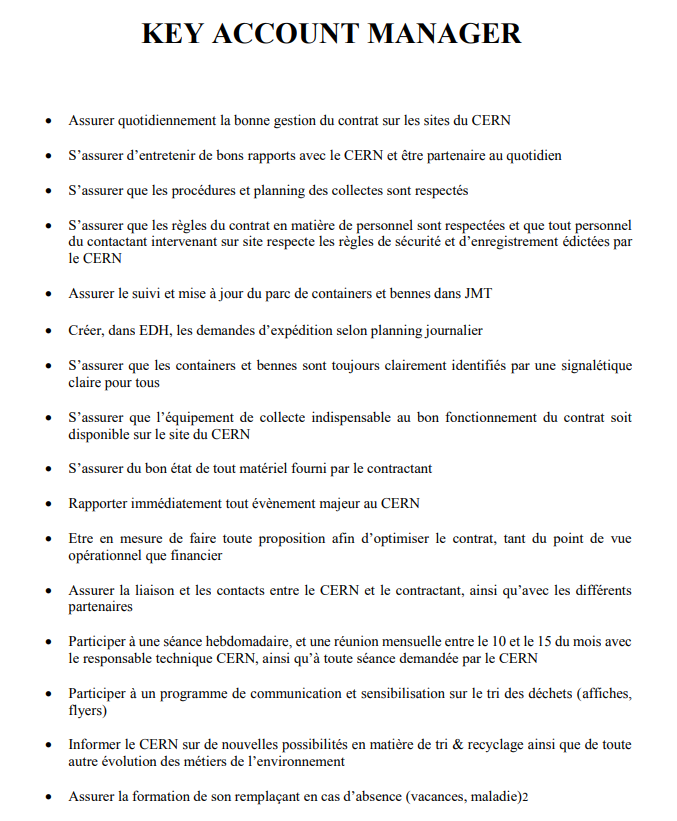 KEY ACCOUNT MANAGER
• Assurer quotidiennement la bonne gestion du contrat sur les sites du CERN
• S’assurer d’entretenir de bons rapports avec le CERN et être partenaire au quotidien
• S’assurer que les procédures et planning des collectes sont respectés
• S’assurer que les règles du contrat en matière de personnel sont respectées et que tout personnel
du contactant intervenant sur site respecte les règles de sécurité et d’enregistrement édictées par
le CERN
• Assurer le suivi et mise à jour du parc de containers et bennes dans JMT
• Créer, dans EDH, les demandes d’expédition selon planning journalier
• S’assurer que les containers et bennes sont toujours clairement identifiés par une signalétique
claire pour tous
• S’assurer que l’équipement de collecte indispensable au bon fonctionnement du contrat soit
disponible sur le site du CERN
• S’assurer du bon état de tout matériel fourni par le contractant
• Rapporter immédiatement tout évènement majeur au CERN
• Etre en mesure de faire toute proposition afin d’optimiser le contrat, tant du point de vue
opérationnel que financier
• Assurer la liaison et les contacts entre le CERN et le contractant, ainsi qu’avec les différents
partenaires
• Participer à une séance hebdomadaire, et une réunion mensuelle entre le 10 et le 15 du mois avec
le responsable technique CERN, ainsi qu’à toute séance demandée par le CERN
• Participer à un programme de communication et sensibilisation sur le tri des déchets (affiches,
flyers)
• Informer le CERN sur de nouvelles possibilités en matière de tri & recyclage ainsi que de toute
autre évolution des métiers de l’environnement
• Assurer la formation de son remplaçant en cas d’absence (vacances, maladie)2